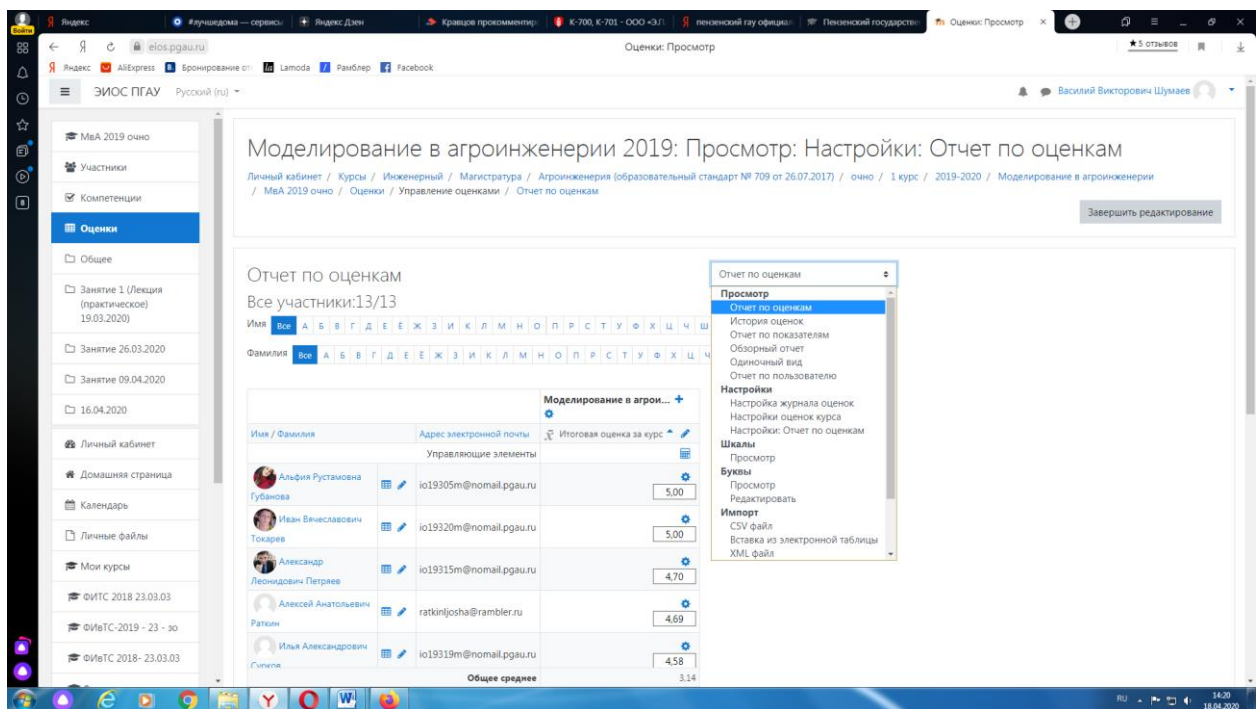 Яндекс
#лучшедома — сервисы
Яндекс Дзен
Кравцов прокомментир
К-700, К-701 - ООО «ЗЛ
пензенский гау официал
Пензенский государстве
Оценки: Просмотр
Войти
elos.pgau.ru
Оценки: Просмотр
★ 5 отзывов
Яндекс
AliExpress
Бронирование от
Lamoda
Рамблер
Facebook
ЭИОС ПГАУ
Русский (ru)
Василий Викторович Шумаев
МвА 2019 очно
Участники
Компетенции
Оценки
Общее
Занятие 1 (Лекция
(практическое)
19.03.2020)
Занятие 26.03.2020
Занятие 09.04.2020
16.04.2020
Личный кабинет
Домашняя страница
Календарь
Личные файлы
Мои курсы
ФИТС 2018 23.03.03
ФИвТС-2019 - 23 - зо
ФИвТС 2018- 23.03.03
Моделирование в агроинженерии 2019: Просмотр: Настройки: Отчет по оценкам
Личный кабинет / Курсы / Инженерный / Магистратура / Агроинженерия (образовательный стандарт № 709 от 26.07.2017) / очно / 1 курс / 2019-2020 / Моделирование в агроинженерии
/ МвА 2019 очно / Оценки / Управление оценками / Отчет по оценкам
Завершить редактирование
Отчет по оценкам
Все участники:13/13
Имя Все А Б В Г Д Е Ё Ж З И К Л М Н О П Р С Т У Ф Х Ц Ч Ш
Фамилия Все А Б В Г Д Е Ё Ж З И К Л М Н О П Р С Т У Ф Х Ц Ч
Отчет по оценкам
Просмотр
Отчет по оценкам
История оценок
Отчет по показателям
Обзорный отчет
Одиночный вид
Отчет по пользователю
Настройки
Настройка журнала оценок
Настройки оценок курса
Настройки: Отчет по оценкам
Шкалы
Просмотр
Буквы
Просмотр
Редактировать
Импорт
CSV файл
Вставка из электронной таблицы
XML файл
Моделирование в агрои...
Имя / Фамилия
Адрес электронной почты
Итоговая оценка за курс
Управляющие элементы
Альфия Рустамовна
Губанова
io19305m@nomail.pgau.ru
5,00
Иван Вячеславович
Токарев
io19320m@nomail.pgau.ru
5,00
Александр
Леонидович Петряев
io19315m@nomail.pgau.ru
4,70
Алексей Анатольевич
Раткин
ratkinljosha@rambler.ru
4,69
Илья Александрович
Сурков
io19319m@nomail.pgau.ru
4,58
Общее среднее
3,14
RU
14:20
18.04.2020